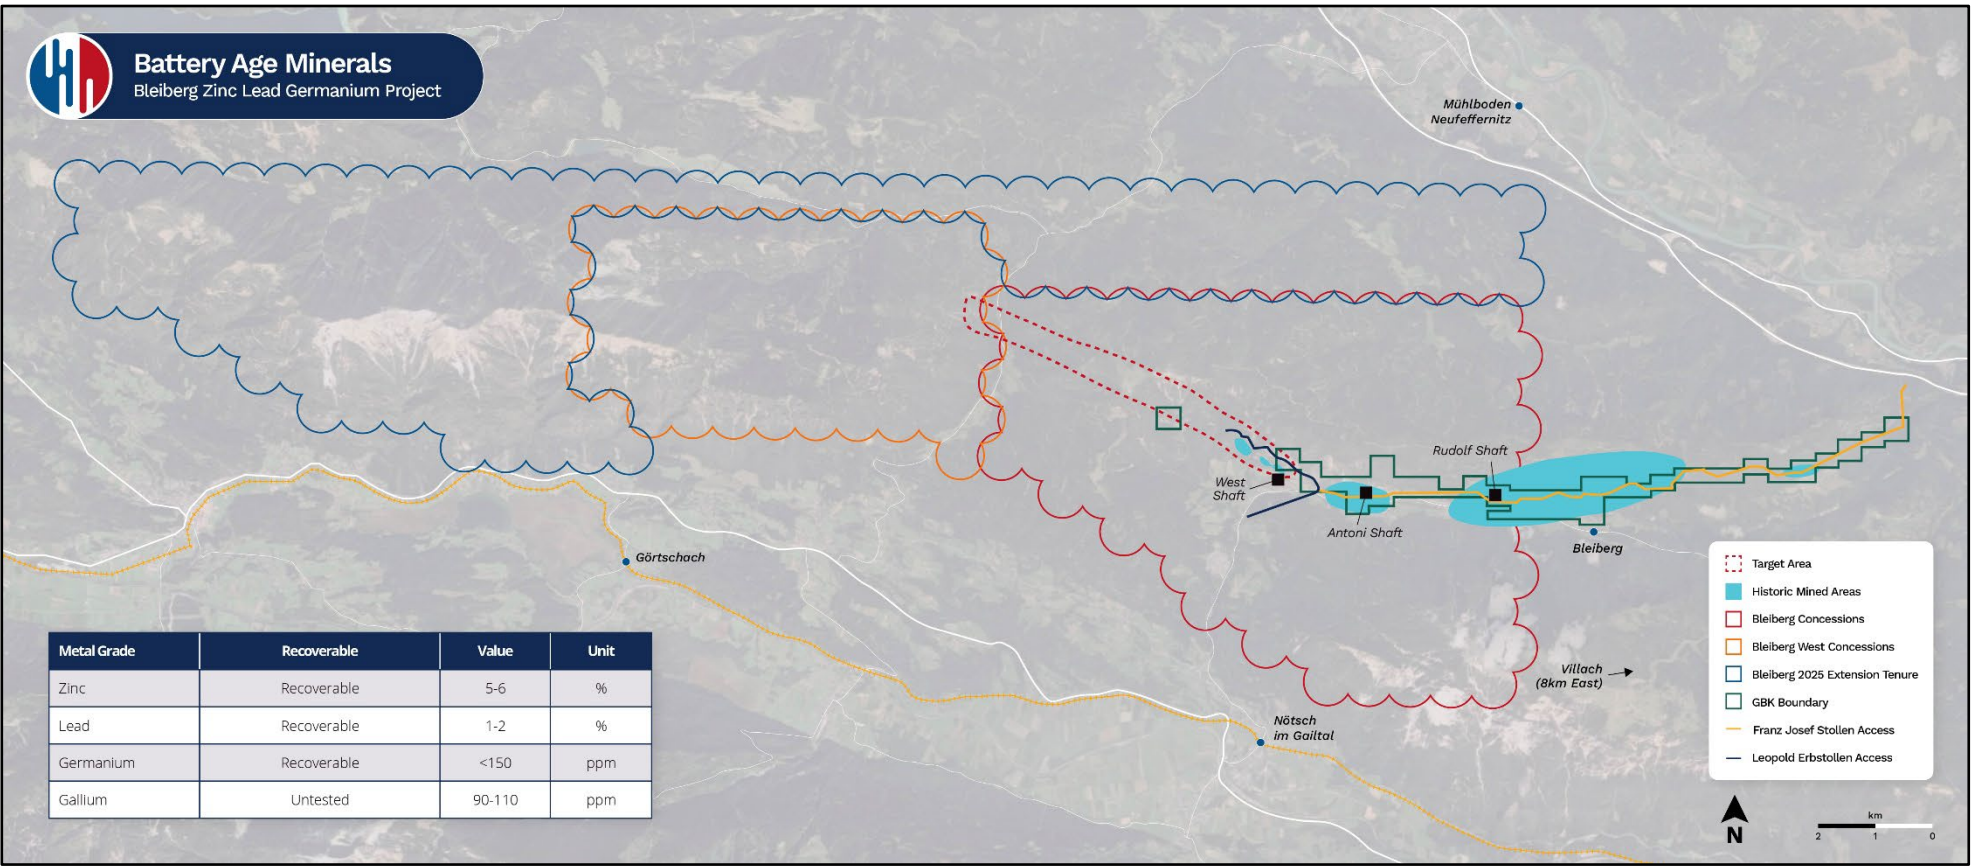 Battery Age Minerals
Bleiberg Zinc Lead Germanium Project
Mühlboden
Neufeffernitz
Rudolf Shaft
West
Shaft
Antoni Shaft
Bleiberg
Görtschach
Villach
(8km East)
Nötsch
im Gailtal
Metal Grade Recoverable Value Unit
Zinc Recoverable 5-6 %
Lead Recoverable 1-2 %
Germanium Recoverable <150 ppm
Gallium Untested 90-110 ppm
Target Area
Historic Mined Areas
Bleiberg Concessions
Bleiberg West Concessions
Bleiberg 2025 Extension Tenure
GBK Boundary
Franz Josef Stollen Access
Leopold Erbstollen Access
N
km
2 1 0